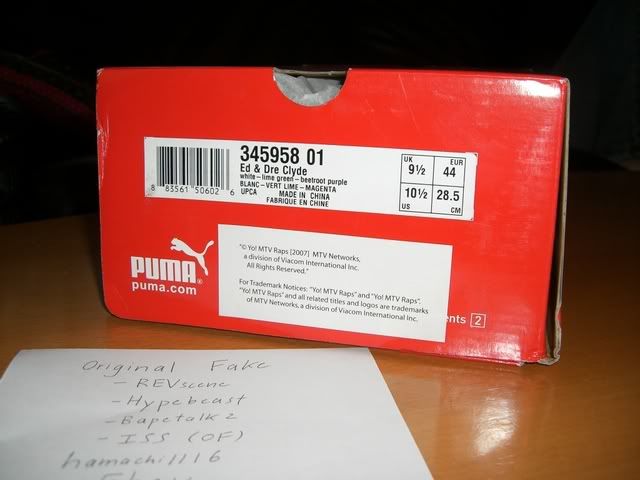 345958 01
Ed & Dre Clyde
white-lime green-beetroot purple
BLANC-VERT LIME-MAGENTA
UPCA MADE IN CHINA
FABRIQUE EN CHINE
8 83561 50602 6
UK 9½ EUR 44
10½ US 28.5 CM
PUMA®
puma.com
"© Yo! MTV Raps [2007] MTV Networks,
a division of Viacom International Inc.
All Rights Reserved."
For Trademark Notices: "Yo! MTV Raps" and "Yo! MTV Raps".
"Yo! MTV Raps" and all related titles and logos are trademarks
of MTV Networks, a division of Viacom International Inc.
ents 2
Original Fake
- REVscene
- Hypebeast
- Bapetalk2
- ISS (OF)
hamachi1116